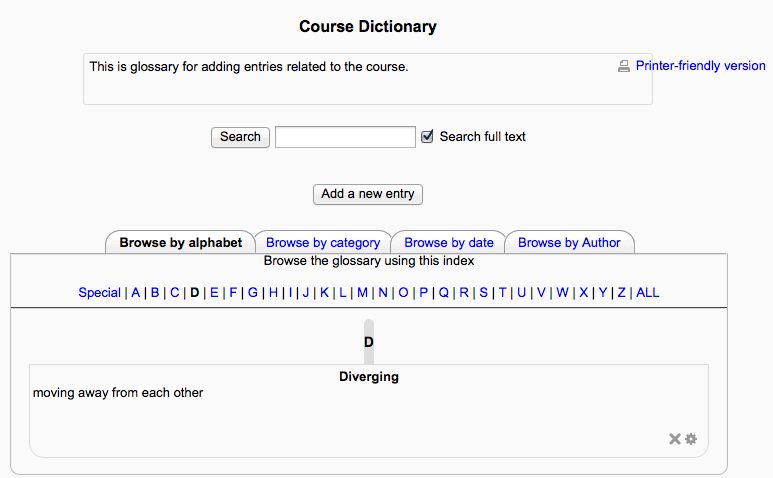 Course Dictionary
This is glossary for adding entries related to the course.
Printer-friendly version
Search Search full text
Add a new entry
Browse by alphabet Browse by category Browse by date Browse by Author
Browse the glossary using this index
Special | A | B | C | D | E | F | G | H | I | J | K | L | M | N | O | P | Q | R | S | T | U | V | W | X | Y | Z | ALL
D
Diverging
moving away from each other